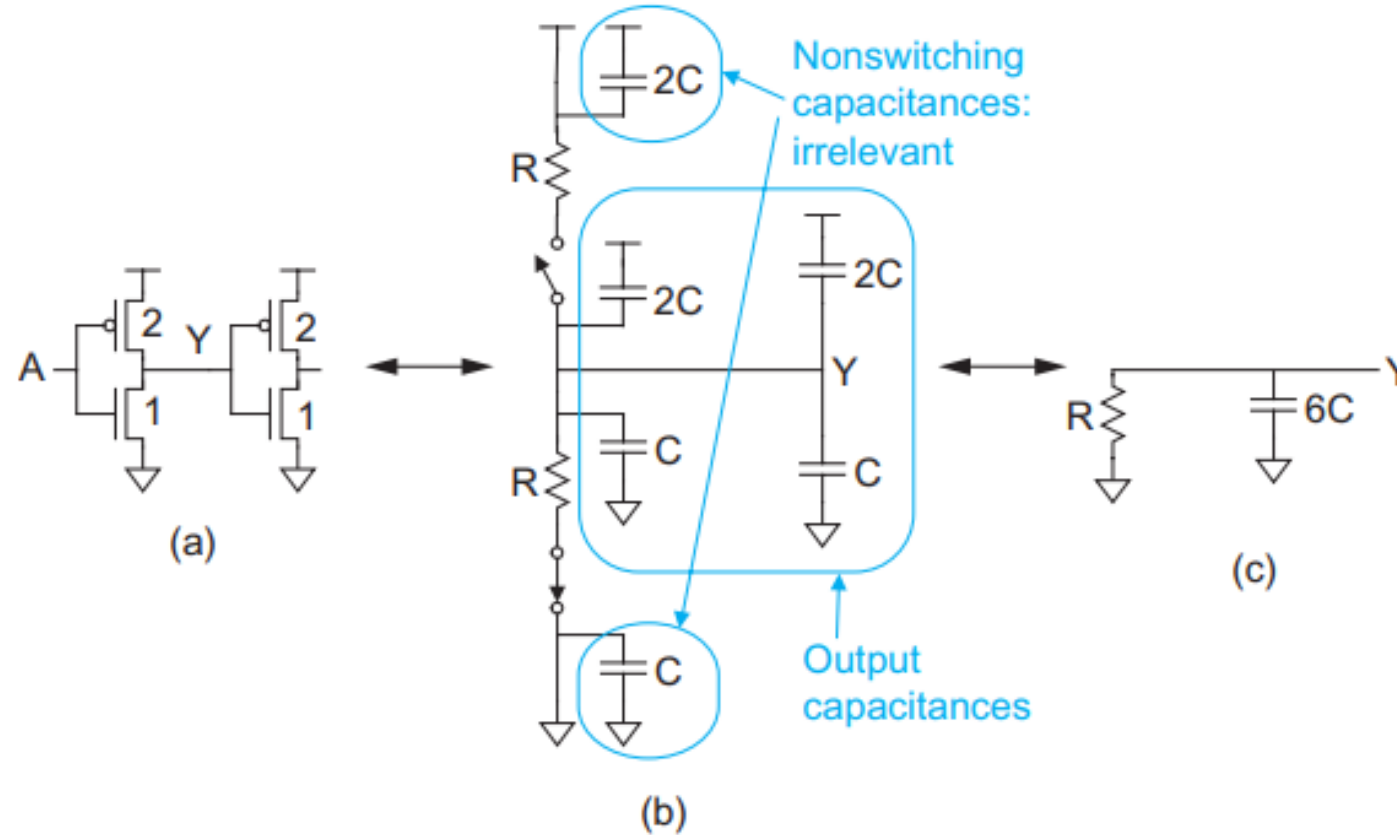 A
2
1
Y
2
1
(a)
2C
R
2C
2C
Y
C
R
C
C
Nonswitching
capacitances:
irrelevant
Output
capacitances
(b)
R
6C
Y
(c)